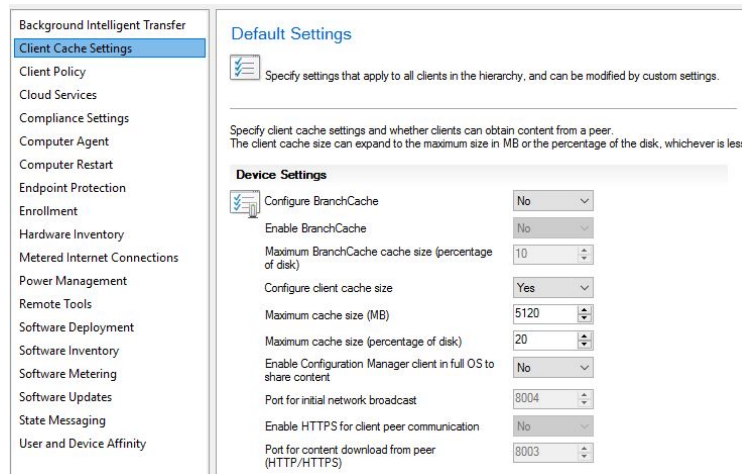 Background Intelligent Transfer
Client Cache Settings
Client Policy
Cloud Services
Compliance Settings
Computer Agent
Computer Restart
Endpoint Protection
Enrollment
Hardware Inventory
Metered Internet Connections
Power Management
Remote Tools
Software Deployment
Software Inventory
Software Metering
Software Updates
State Messaging
User and Device Affinity
Default Settings
Specify settings that apply to all clients in the hierarchy, and can be modified by custom settings.
Specify client cache settings and whether clients can obtain content from a peer.
The client cache size can expand to the maximum size in MB or the percentage of the disk, whichever is less
Device Settings
Configure BranchCache No
Enable BranchCache No
Maximum BranchCache cache size (percentage 10
of disk)
Configure client cache size Yes
Maximum cache size (MB) 5120
Maximum cache size (percentage of disk) 20
Enable Configuration Manager client in full OS to No
share content
Port for initial network broadcast 8004
Enable HTTPS for client peer communication No
Port for content download from peer 8003
(HTTP/HTTPS)